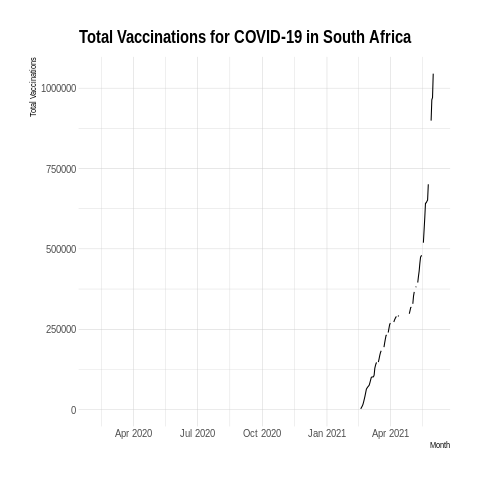 Total Vaccinations for COVID-19 in South Africa
Total Vaccinations
1000000
750000
500000
250000
0
Apr 2020 Jul 2020 Oct 2020 Jan 2021 Apr 2021
Month